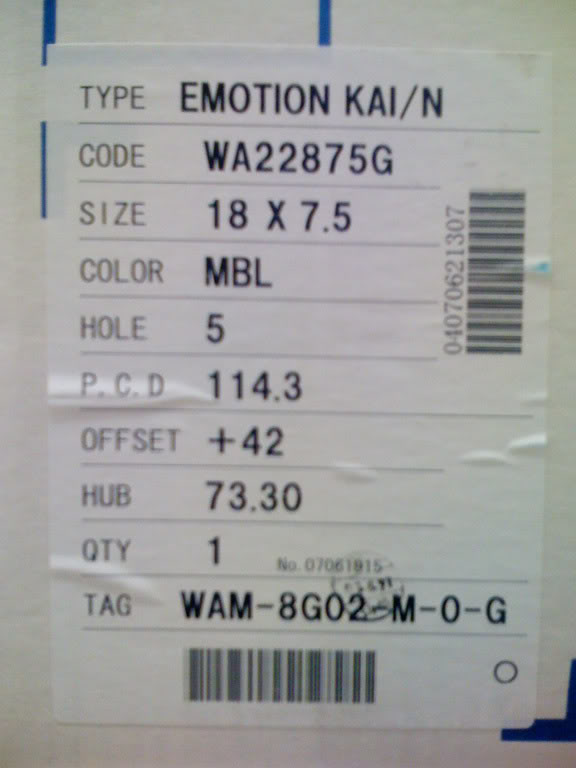 TYPE EMOTION KAI/N
CODE WA22875G
SIZE 18 X 7.5
COLOR MBL
HOLE 5
P.C.D 114.3
OFFSET +42
HUB 73.30
QTY 1
No. 07061915
TAG WAM-8G02-M-0-G
04070621307